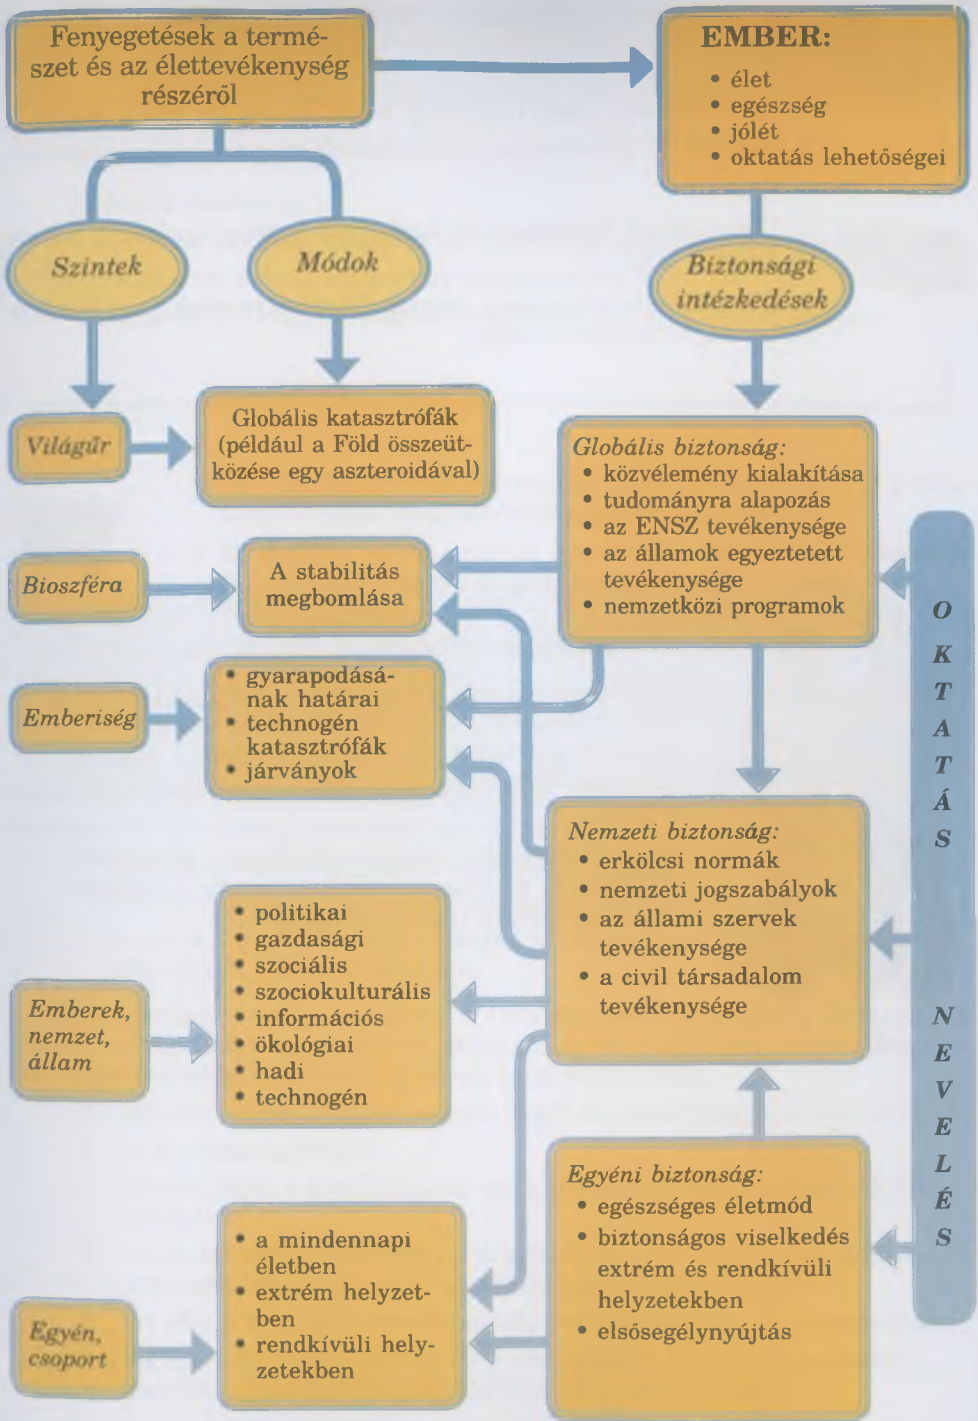 Fenyegetések a termé-
szet és az élettevékenység
részéről
EMBER:
• élet
• egészség
• jólét
• oktatás lehetőségei
Szintek
Módok
Biztonsági
intézkedések
Világűr
Globális katasztrófák
(például a Föld összeüt-
közése egy aszteroidával)
Globális biztonság:
• közvélemény kialakítása
• tudományra alapozás
• az ENSZ tevékenysége
• az államok egyeztetett
tevékenysége
• nemzetközi programok
Bioszféra
A stabilitás
megbomlása
Emberiség
• gyarapodásá-
nak határai
• technogén
katasztrófák
• járványok
Nemzeti biztonság:
• erkölcsi normák
• nemzeti jogszabályok
• az állami szervek
tevékenysége
• a civil társadalom
tevékenysége
Emberek,
nemzet,
állam
• politikai
• gazdasági
• szociális
• szociokulturális
• információs
• ökológiai
• hadi
• technogén
Egyéni biztonság:
• egészséges életmód
• biztonságos viselkedés
extrém és rendkívüli
helyzetekben
• elsősegélynyújtás
Egyén,
csoport
• a mindennapi
életben
• extrém helyzet-
ben
• rendkívüli hely-
zetekben
OKTATÁS
NEVELÉS